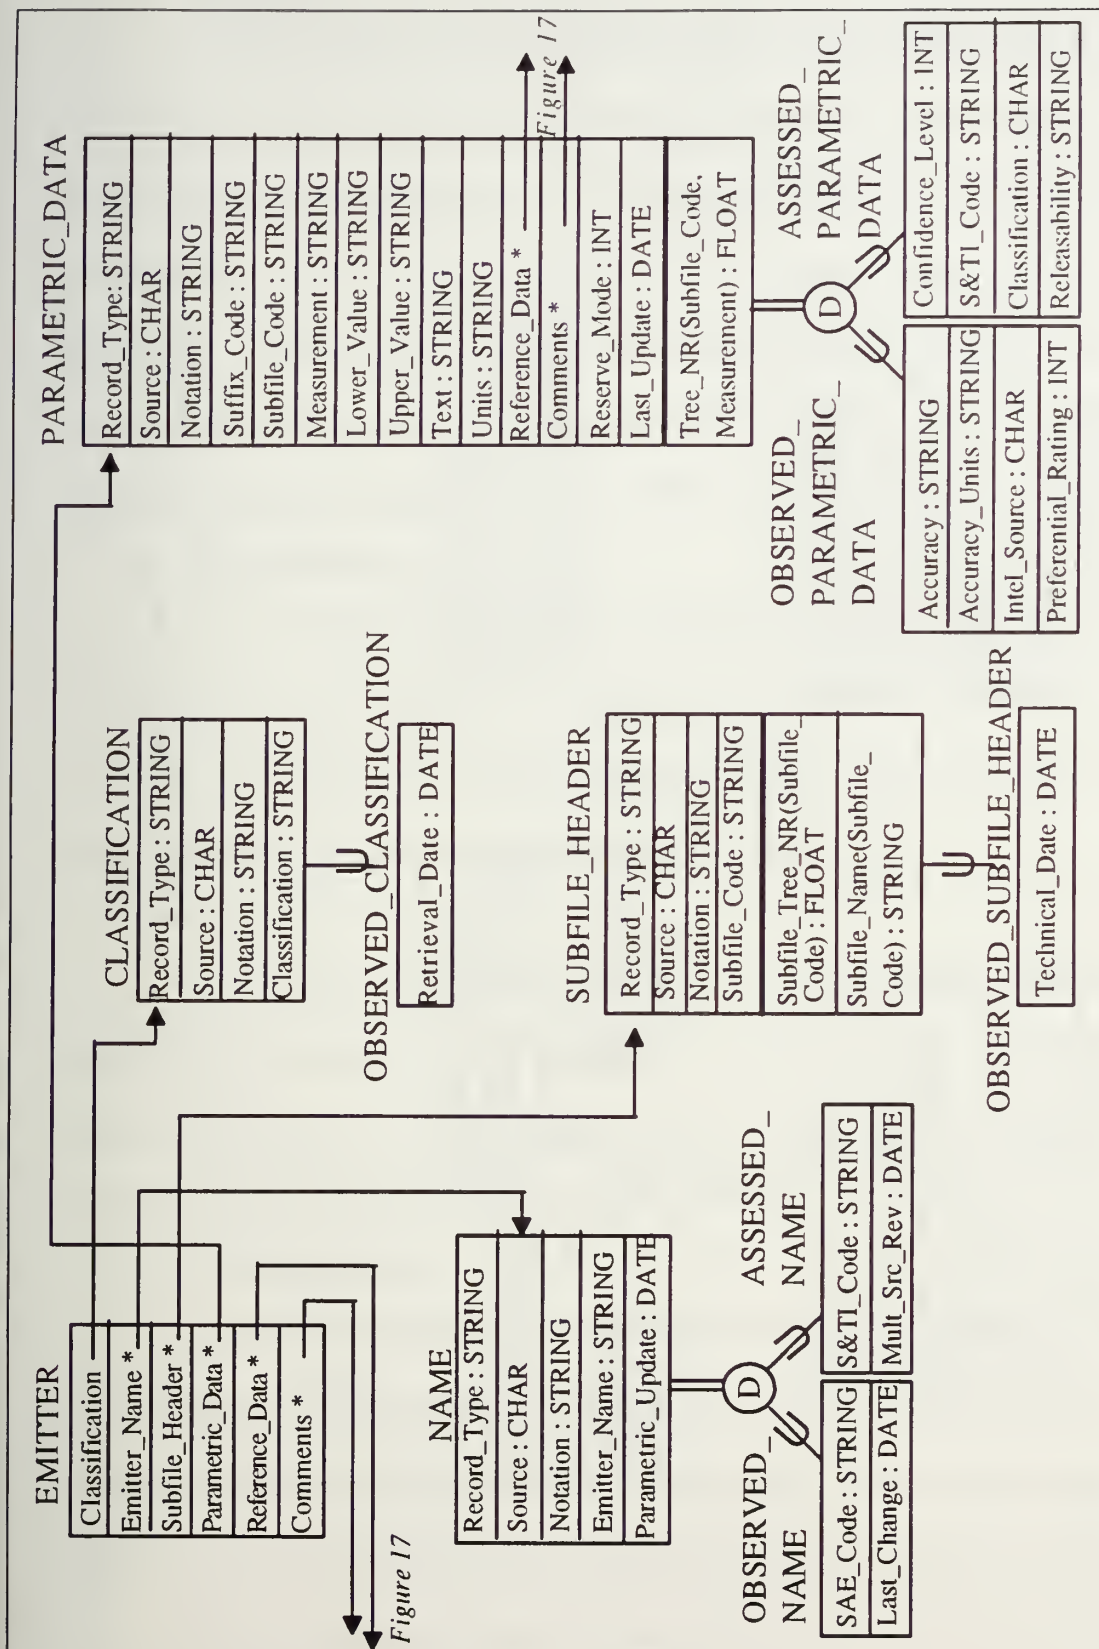 EMITTER
Classification
Emitter_Name *
Subfile_Header *
Parametric_Data *
Reference_Data *
Comments *
Figure 17
CLASSIFICATION
Record_Type : STRING
Source : CHAR
Notation : STRING
Classification : STRING
OBSERVED_CLASSIFICATION
Retrieval_Date : DATE
PARAMETRIC_DATA
Record_Type: STRING
Source : CHAR
Notation : STRING
Suffix_Code : STRING
Subfile_Code : STRING
Measurement : STRING
Lower_Value : STRING
Upper_Value : STRING
Text : STRING
Units : STRING
Reference_Data *
Comments *
Reserve_Mode : INT
Last_Update : DATE
Tree_NR(Subfile_Code,
Measurement) : FLOAT
Figure 17
NAME
Record_Type : STRING
Source : CHAR
Notation : STRING
Emitter_Name : STRING
Parametric_Update : DATE
D
OBSERVED_
NAME
SAE_Code : STRING
Last_Change : DATE
ASSESSED_
NAME
S&TI_Code : STRING
Mult_Src_Rev : DATE
SUBFILE_HEADER
Record_Type : STRING
Source : CHAR
Notation : STRING
Subfile_Code : STRING
Subfile_Tree_NR(Subfile_
Code) : FLOAT
Subfile_Name(Subfile_
Code) : STRING
OBSERVED_SUBFILE_HEADER
Technical_Date : DATE
D
OBSERVED_
PARAMETRIC_
DATA
Accuracy : STRING
Accuracy_Units : STRING
Intel_Source : CHAR
Preferential_Rating : INT
ASSESSED_
PARAMETRIC_
DATA
Confidence_Level : INT
S&TI_Code : STRING
Classification : CHAR
Releasability : STRING